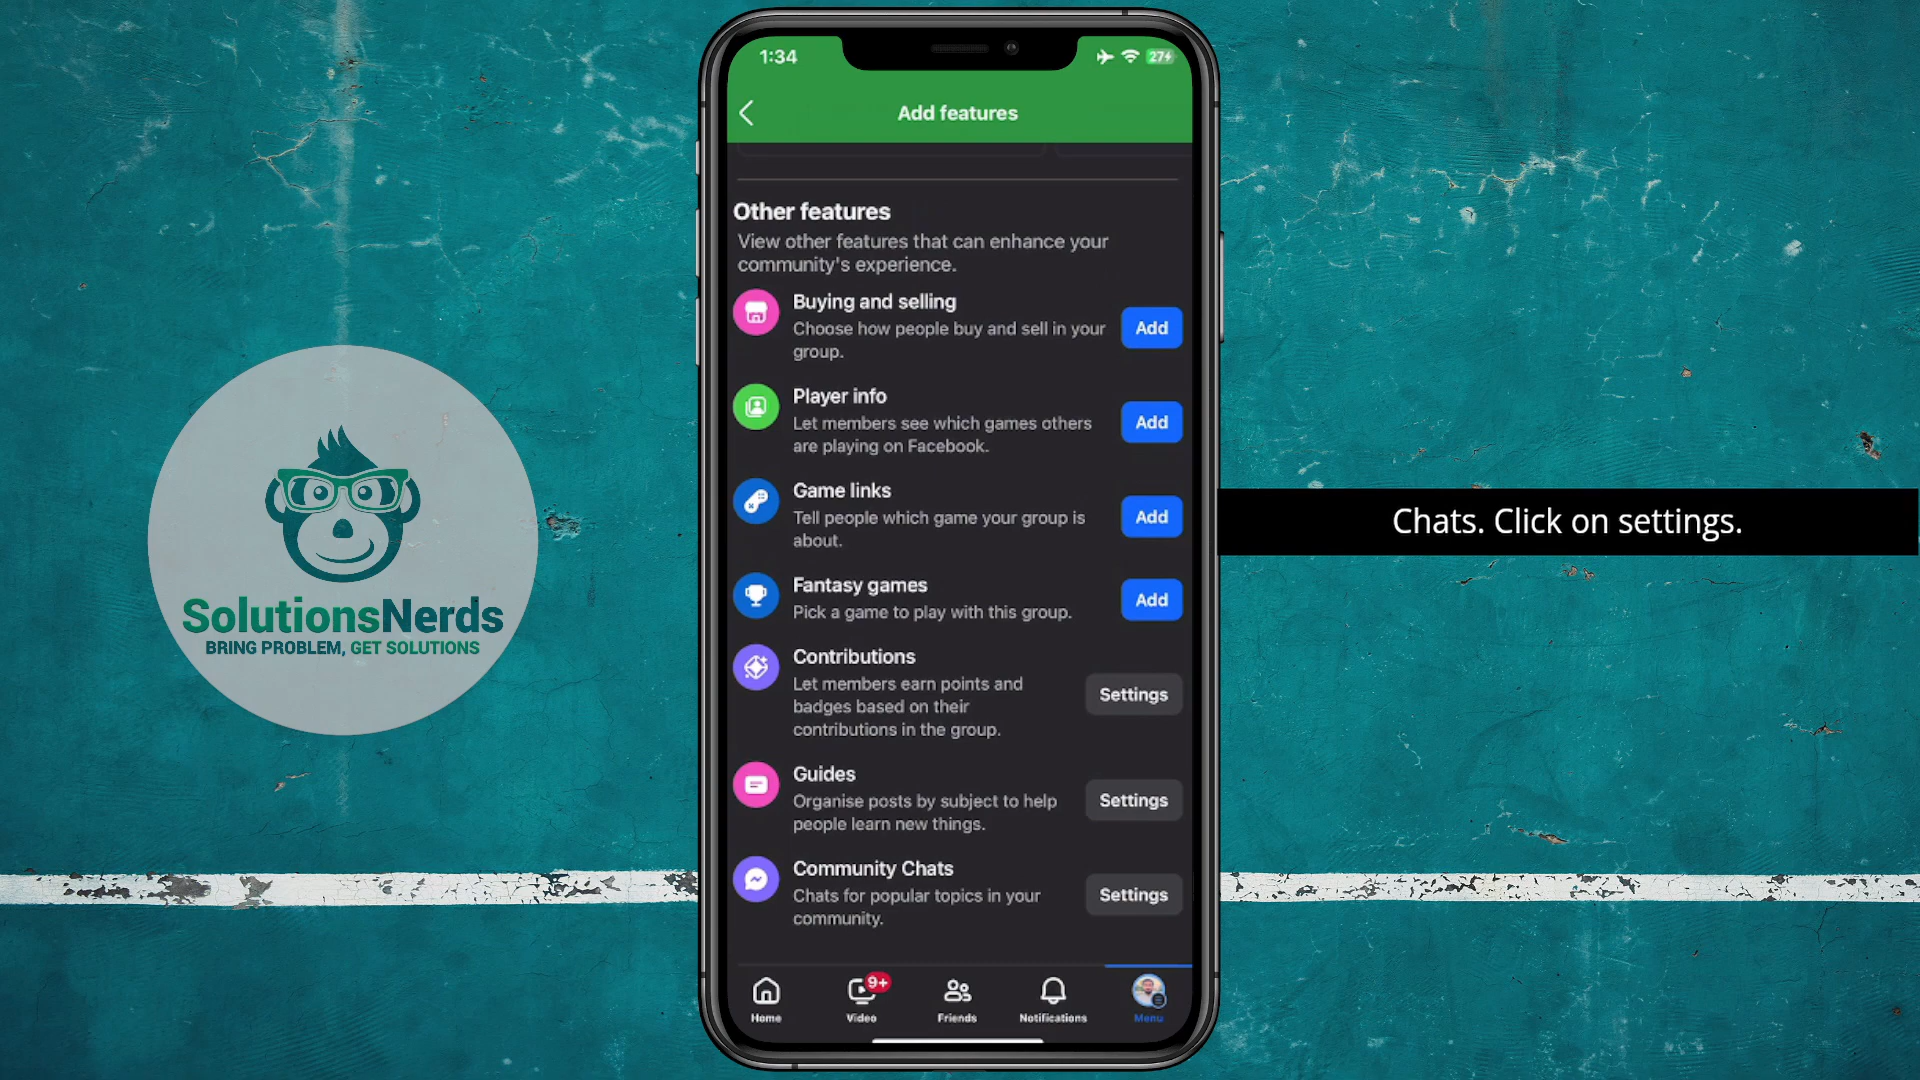 1:34
27
Add features
Other features
View other features that can enhance your
community's experience.
Buying and selling
Choose how people buy and sell in your
group.
Add
Player info
Let members see which games others
are playing on Facebook.
Add
Game links
Tell people which game your group is
about.
Add
Fantasy games
Pick a game to play with this group.
Add
Contributions
Let members earn points and
badges based on their
contributions in the group.
Settings
Guides
Organise posts by subject to help
people learn new things.
Settings
Community Chats
Chats for popular topics in your
community.
Settings
Home
9+
Video
Friends
Notifications
Menu
SolutionsNerds
BRING PROBLEM, GET SOLUTIONS
Chats. Click on settings.